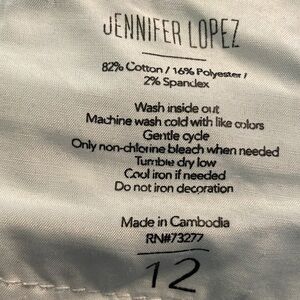 JENNIFER LOPEZ
82% Cotton / 16% Polyester /
2% Spandex
Wash inside out
Machine wash cold with like colors
Gentle cycle
Only non-chlorine bleach when needed
Tumble dry low
Cool iron if needed
Do not iron decoration
Made in Cambodia
RN#73277
12